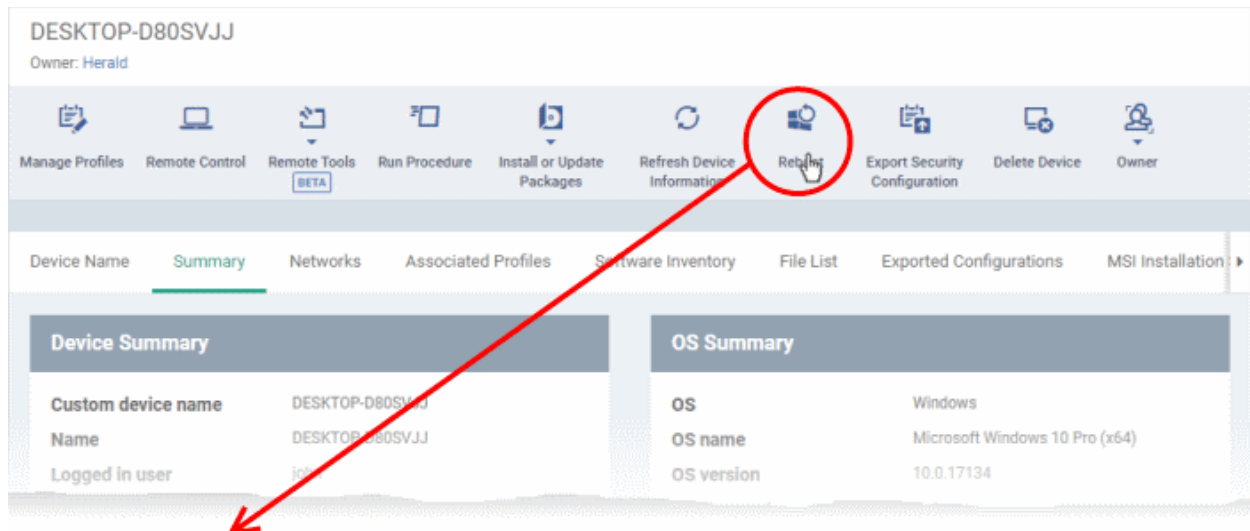 DESKTOP-D80SVJJ
Owner: Herald
Manage Profiles
Remote Control
Remote Tools
BETA
Run Procedure
Install or Update
Packages
Refresh Device
Information
Reboot
Export Security
Configuration
Delete Device
Owner
Device Name Summary Networks Associated Profiles Software Inventory File List Exported Configurations MSI Installation
Device Summary
Custom device name DESKTOP-D80SVJJ
Name DESKTOP-D80SVJJ
Logged in user
OS Summary
OS Windows
OS name Microsoft Windows 10 Pro (x64)
OS version 10.0.17134